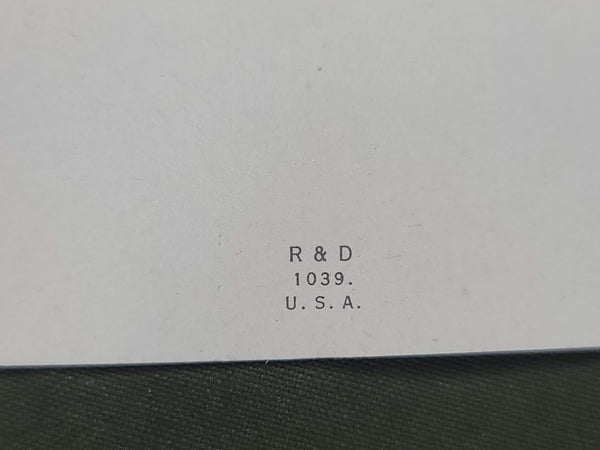 R & D
1039.
U. S. A.